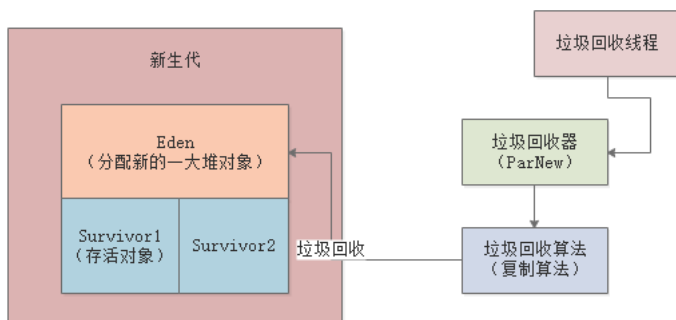 新生代
Eden
（分配新的一大堆对象）
Survivor1
（存活对象）
Survivor2
垃圾回收
垃圾回收线程
垃圾回收器
（ParNew）
垃圾回收算法
（复制算法）